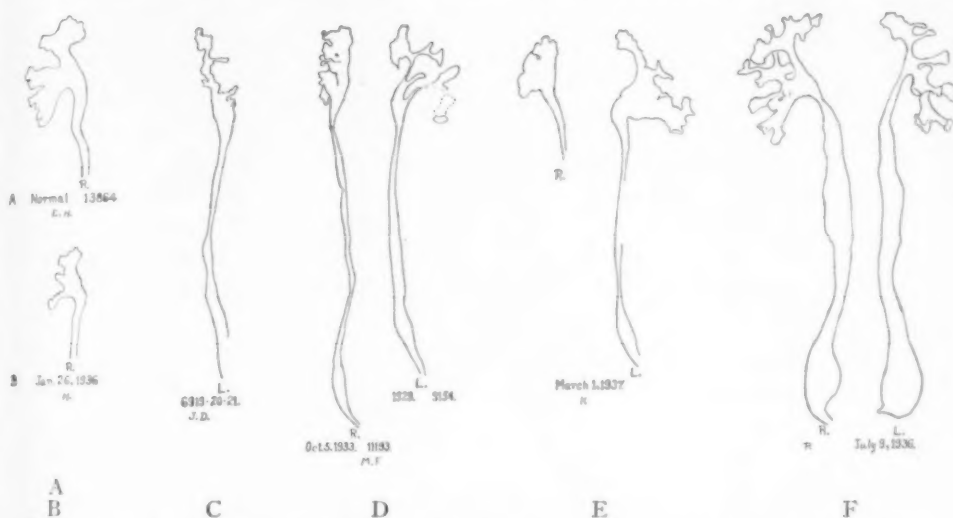 R.
A Normal 13864
E.H.
R.
B Jan. 26, 1936
H.
L.
6919-20-21.
J.D.
R.
Oct. 5. 1933. 11193
M.F
L.
1929. 9154.
R.
L.
March 1, 1937.
R
R.
R
L.
July 9, 1936.
A
B C D E F